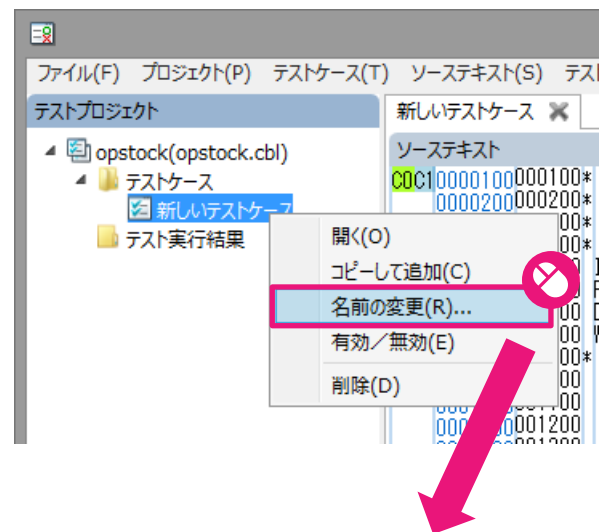 ファイル(F) プロジェクト(P) テストケース(T) ソーステキスト(S)
テストプロジェクト
新しいテストケース
opstock(opstock.cbl)
ソーステキスト
テストケース
C0C1 0000100 000100*
新しいテストケース
0000200 000200*
テスト実行結果
開く(O)
コピーして追加(C)
名前の変更(R)...
有効／無効(E)
削除(D)
001200